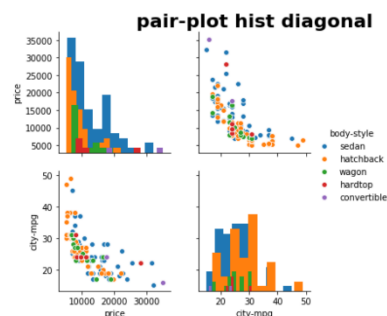 pair-plot hist diagonal
35000
30000
25000
20000
15000
10000
5000
price
body-style
sedan
hatchback
wagon
hardtop
convertible
50
40
30
20
city-mpg
10000 20000 30000
price
20 40 50
city-mpg